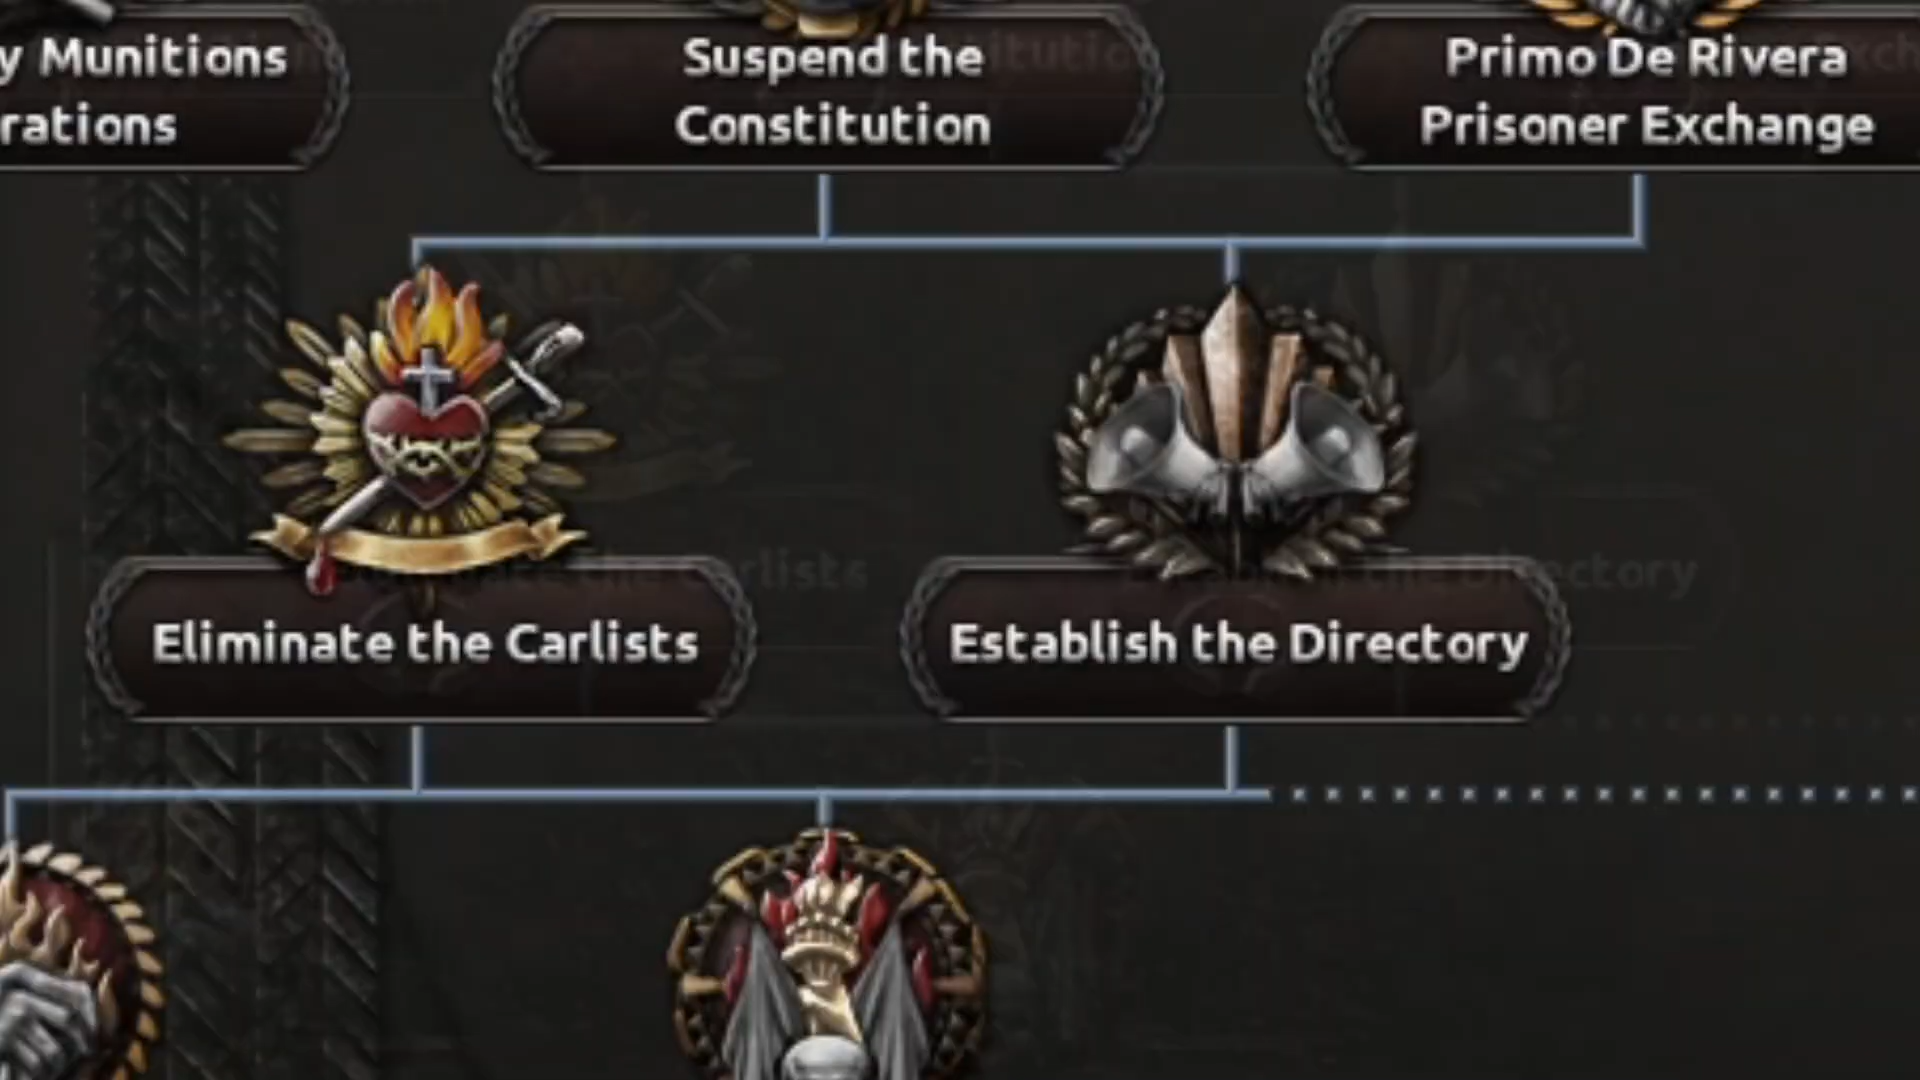 y Munitions
rations
Suspend the
Constitution
Primo De Rivera
Prisoner Exchange
Eliminate the Carlists
Establish the Directory